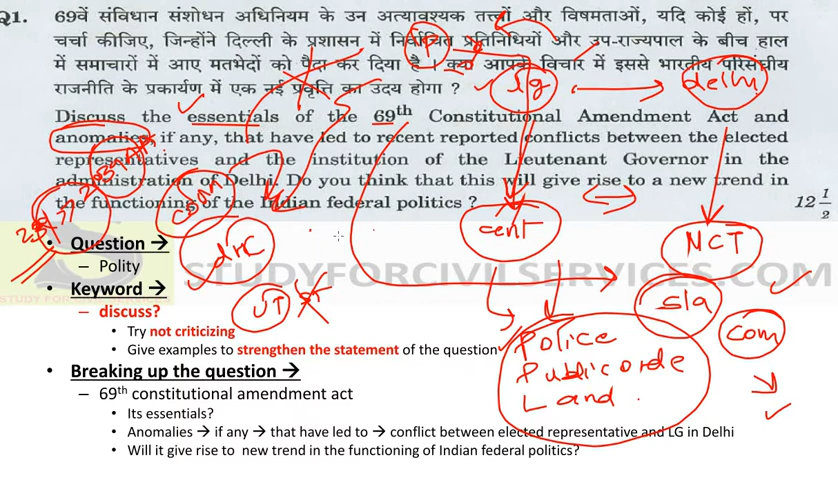 Q1. 69वें संविधान संशोधन अधिनियम के उन अत्यावश्यक तत्त्वों और विषमताओं, यदि कोई हों, पर
चर्चा कीजिए, जिन्होंने दिल्ली के प्रशासन में निर्वाचित प्रतिनिधियों और उप-राज्यपाल के बीच हाल
में समाचारों में आए मतभेदों को पैदा कर दिया है । क्या आपके विचार में इससे भारतीय परिसंघीय
राजनीति के प्रकार्यण में एक नई प्रवृत्ति का उदय होगा ?
Discuss the essentials of the 69th Constitutional Amendment Act and
anomalies, if any, that have led to recent reported conflicts between the elected
representatives and the institution of the Lieutenant Governor in the
administration of Delhi. Do you think that this will give rise to a new trend in
the functioning of the Indian federal politics ?
12 1/2
lg
delhi
cent
NCT
dmc
UT
sla
com
Police
Public orde
Land.
STUDYFORCIVILSERVICES.COM
• Question →
– Polity
• Keyword →
– discuss?
• Try not criticizing
• Give examples to strengthen the statement of the question
• Breaking up the question →
– 69th constitutional amendment act
• Its essentials?
• Anomalies → if any → that have led to → conflict between elected representative and LG in Delhi
• Will it give rise to new trend in the functioning of Indian federal politics?